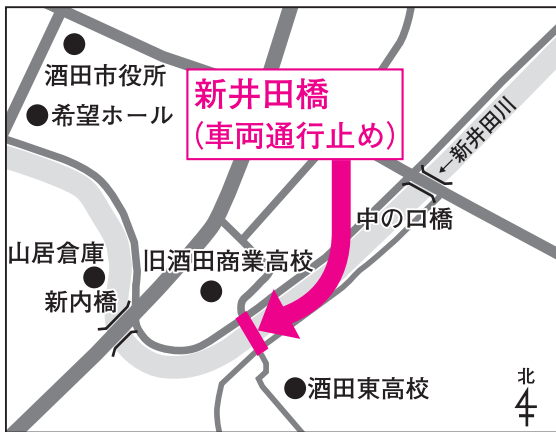 酒田市役所
希望ホール
新井田橋
(車両通行止め)
←新井田川
中の口橋
山居倉庫
旧酒田商業高校
新内橋
酒田東高校
北